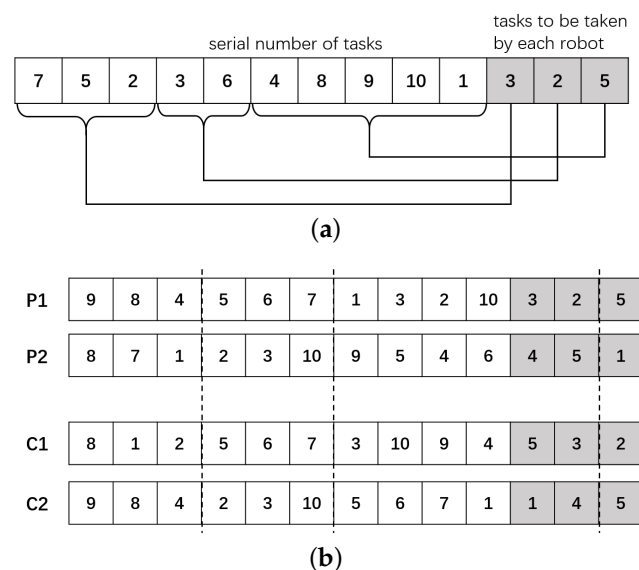 tasks to be taken
serial number of tasks by each robot
7 5 2 3 6 4 8 9 10 1 3 2 5
(a)
P1 9 8 4 5 6 7 1 3 2 10 3 2 5
P2 8 7 1 2 3 10 9 5 4 6 4 5 1
C1 8 1 2 5 6 7 3 10 9 4 5 3 2
C2 9 8 4 2 3 10 5 6 7 1 1 4 5
(b)